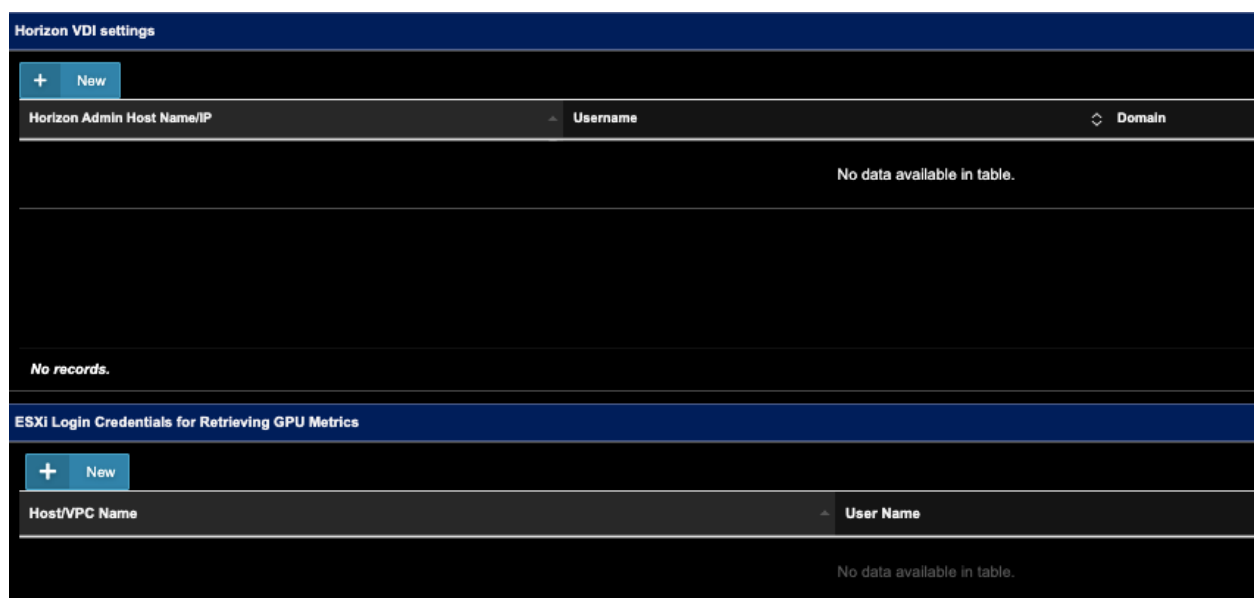 Horizon VDI settings
+ New
Horizon Admin Host Name/IP Username Domain
No data available in table.
No records.
ESXi Login Credentials for Retrieving GPU Metrics
+ New
Host/VPC Name User Name
No data available in table.